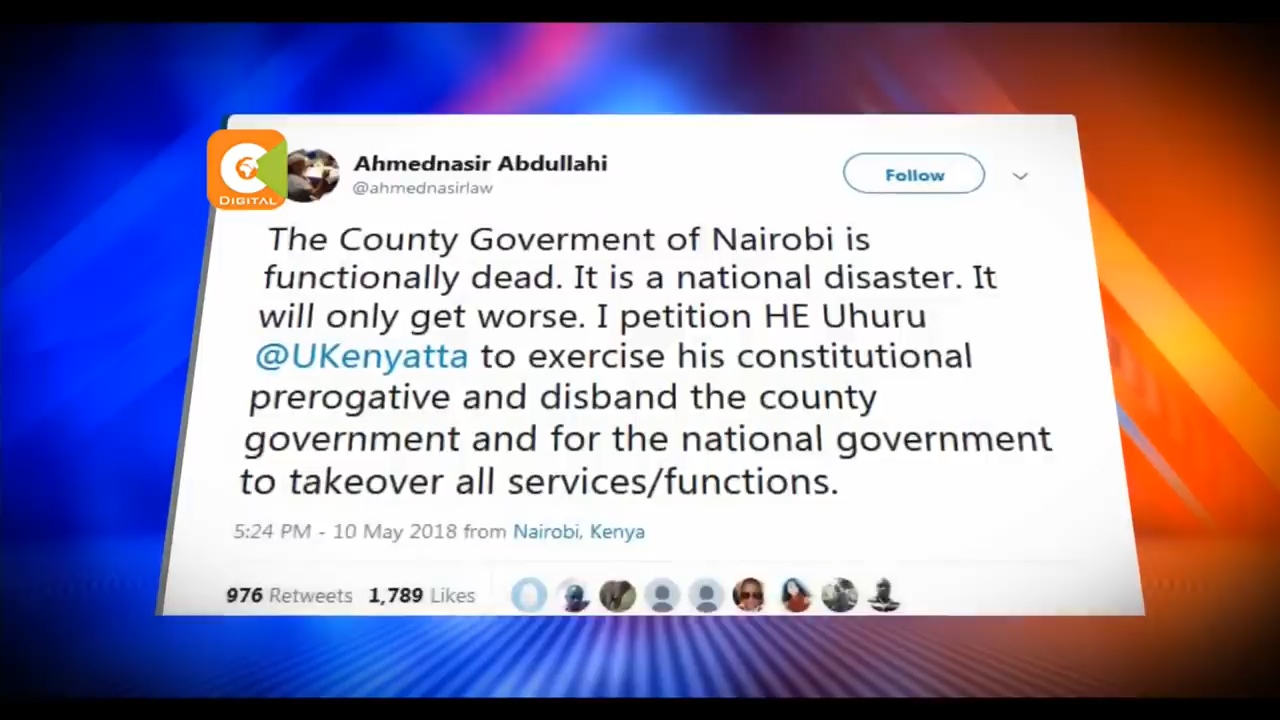 C
DIGITAL
Ahmednasir Abdullahi
@ahmednasirlaw
Follow
The County Goverment of Nairobi is
functionally dead. It is a national disaster. It
will only get worse. I petition HE Uhuru
@UKenyatta to exercise his constitutional
prerogative and disband the county
government and for the national government
to takeover all services/functions.
5:24 PM - 10 May 2018 from Nairobi, Kenya
976 Retweets 1,789 Likes